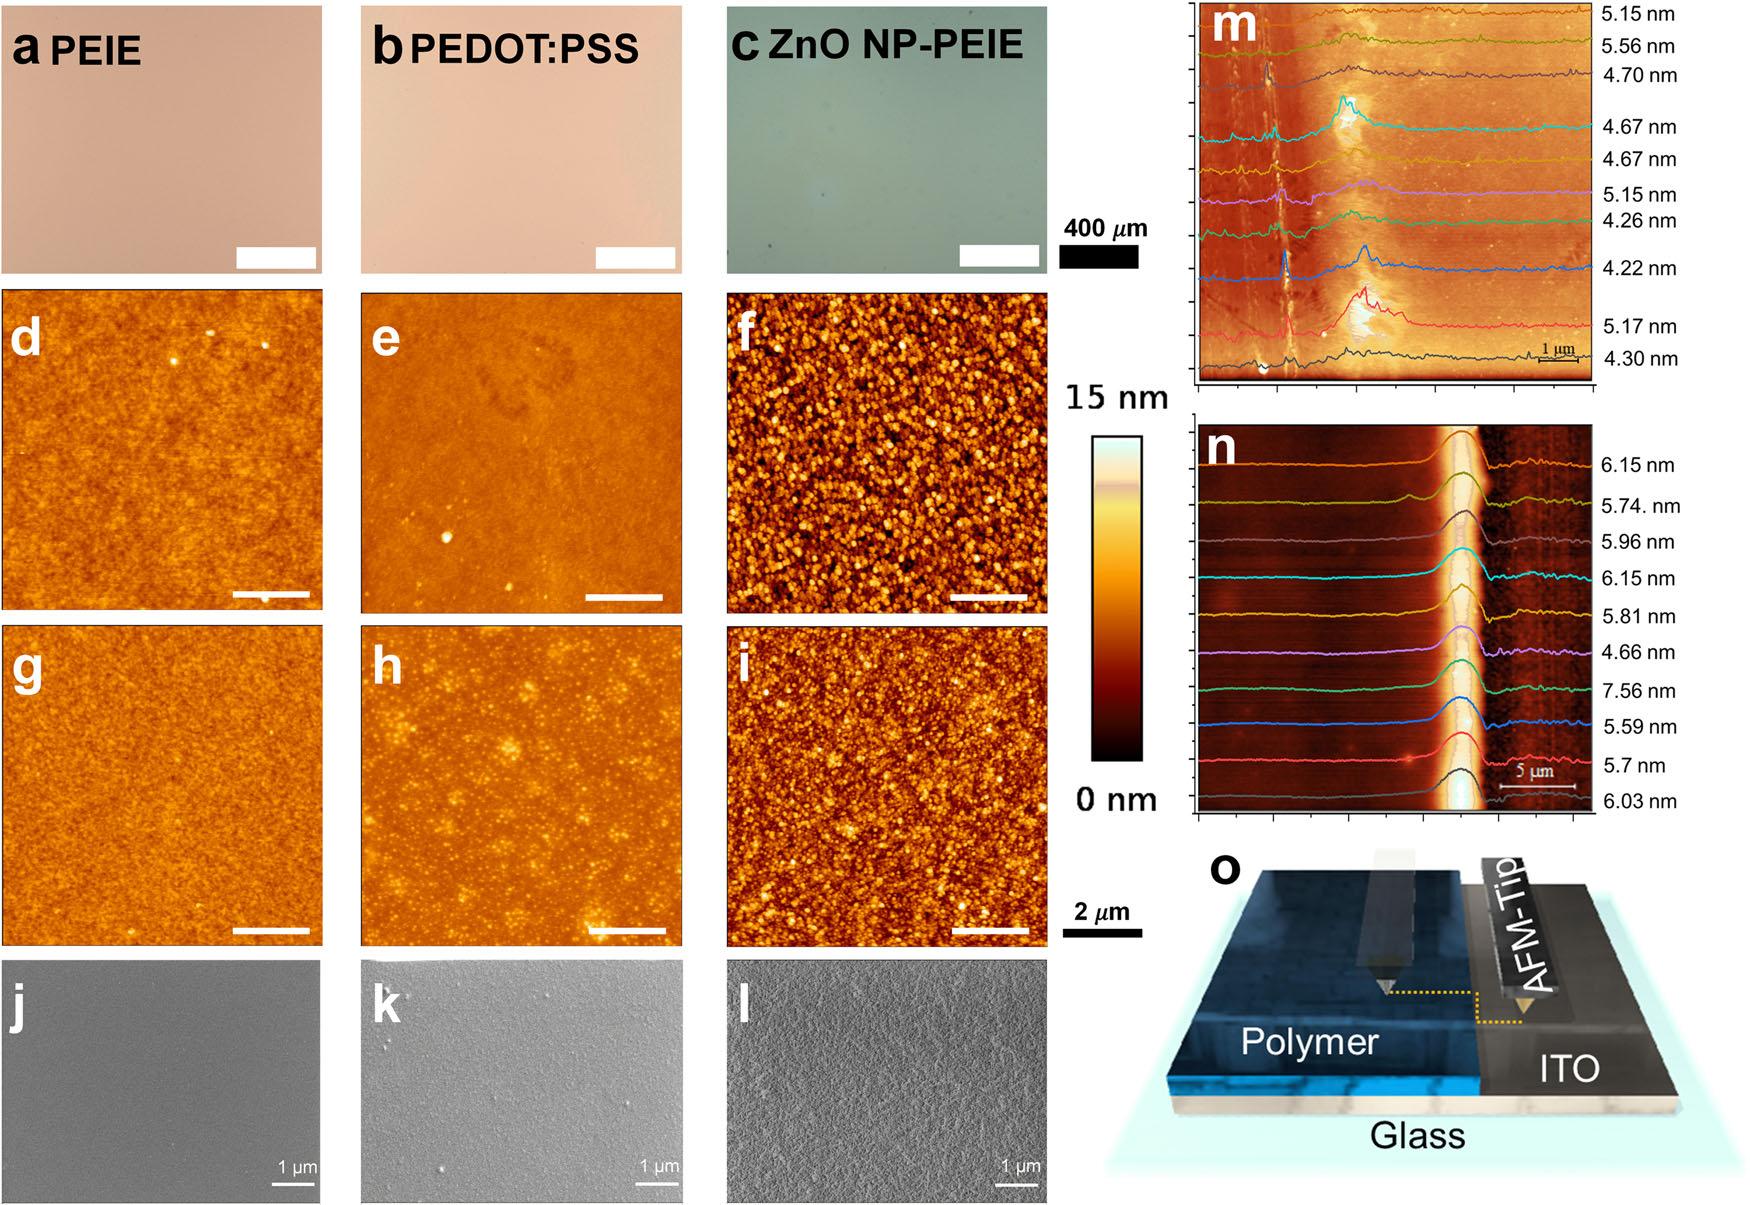 a PEIE
b PEDOT:PSS
c ZnO NP-PEIE
400 μm
d
e
f
15 nm
0 nm
g
h
i
2 μm
j
1 μm
k
1 μm
l
1 μm
m
5.15 nm
5.56 nm
4.70 nm
4.67 nm
4.67 nm
5.15 nm
4.26 nm
4.22 nm
5.17 nm
4.30 nm
1 μm
n
6.15 nm
5.74. nm
5.96 nm
6.15 nm
5.81 nm
4.66 nm
7.56 nm
5.59 nm
5.7 nm
6.03 nm
5 μm
o
AFM-Tip
Polymer
ITO
Glass